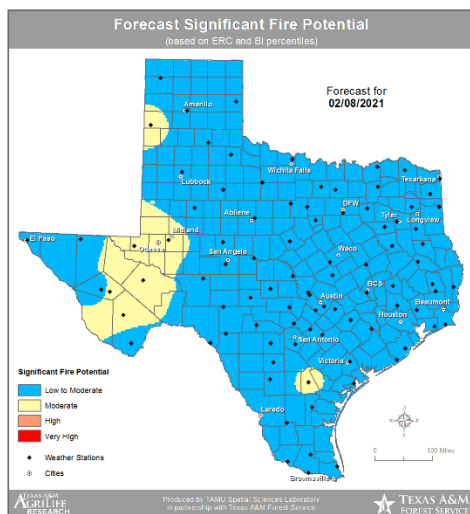 Forecast Significant Fire Potential
(based on ERC and BI percentiles)
Forecast for
02/08/2021
Amarillo
Lubbock
Wichita Falls
Texarkana
DFW
Tyler
Longview
Abilene
Midland
Odessa
El Paso
San Angelo
Waco
BCS
Austin
Beaumont
Houston
San Antonio
Victoria
Laredo
Brownsville
Significant Fire Potential
Low to Moderate
Moderate
High
Very High
Weather Stations
Cities
0 100 Miles
TEXAS A&M
AGRILIFE
RESEARCH
Produced by TAMU Spatial Sciences Laboratory
in partnership with Texas A&M Forest Service
TEXAS A&M
FOREST SERVICE